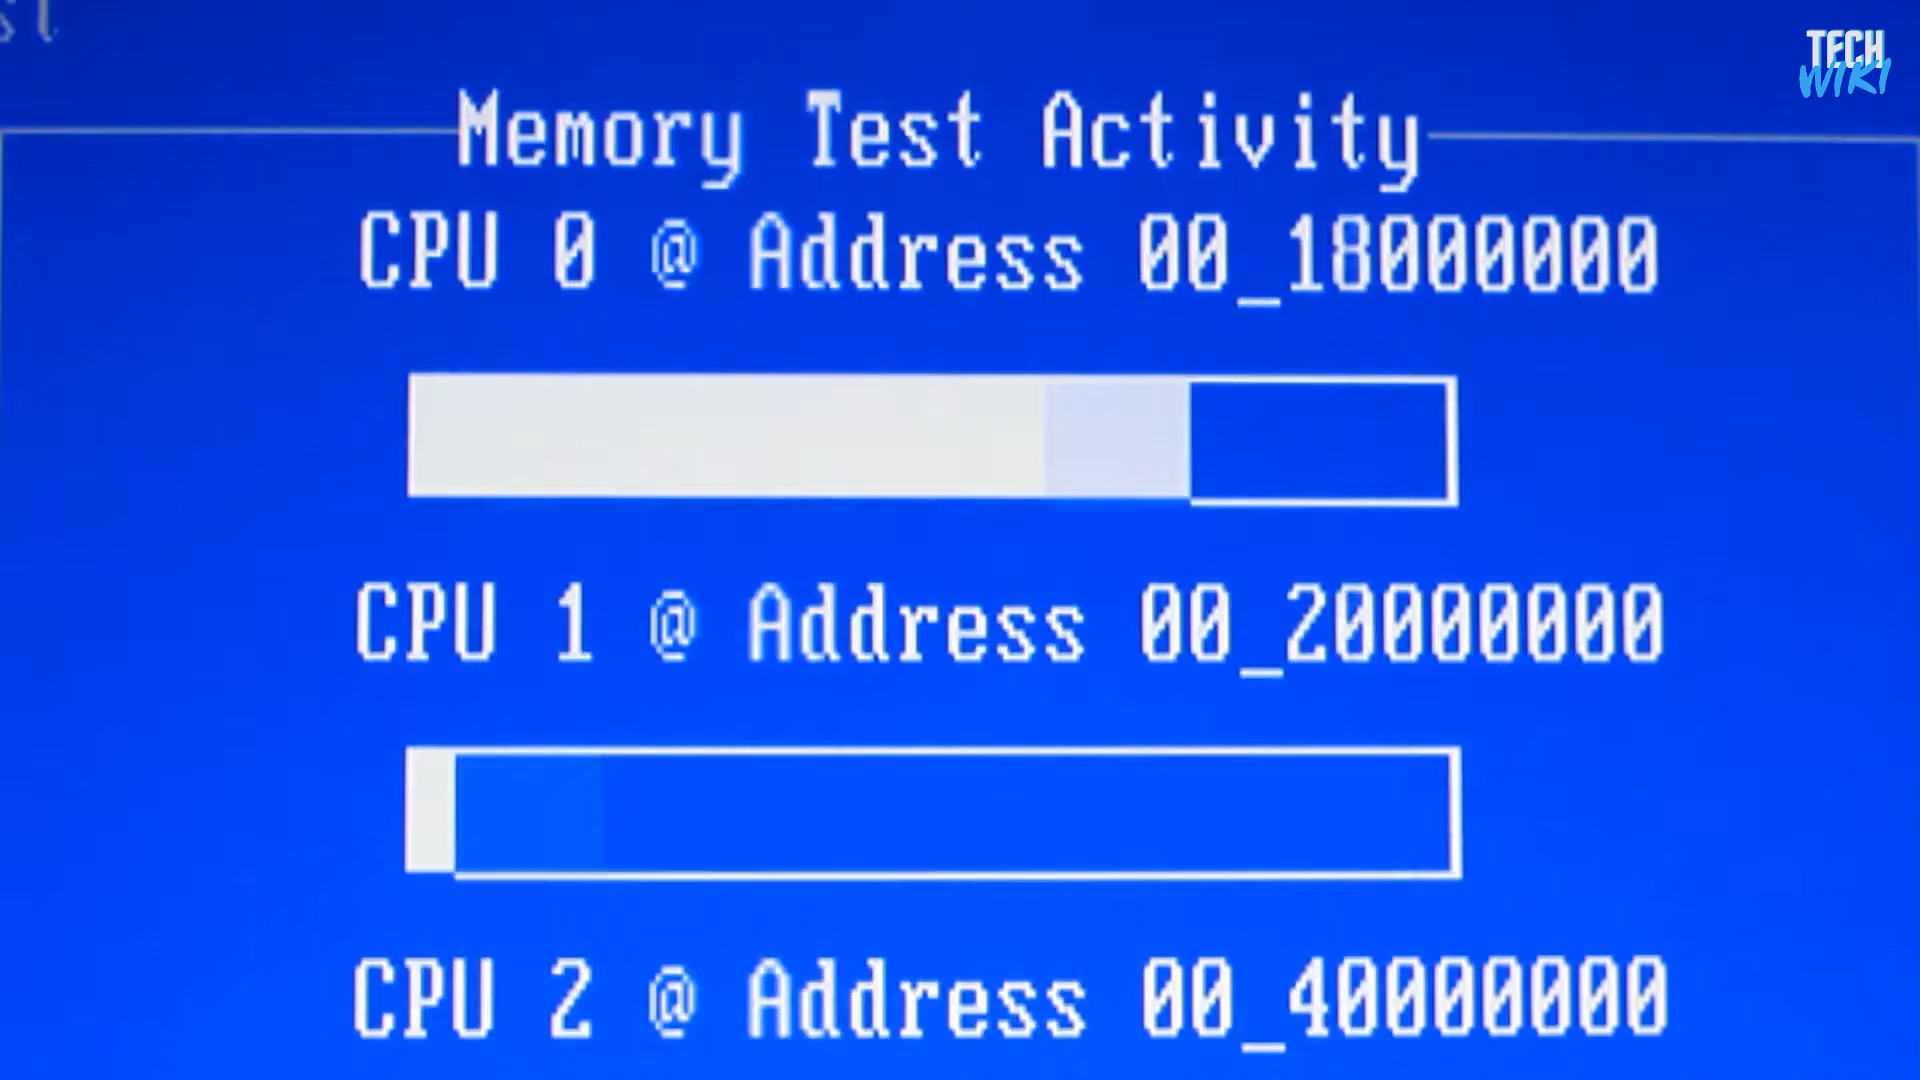 TECH
WIKI
Memory Test Activity
CPU 0 @ Address 00_18000000
CPU 1 @ Address 00_20000000
CPU 2 @ Address 00_40000000